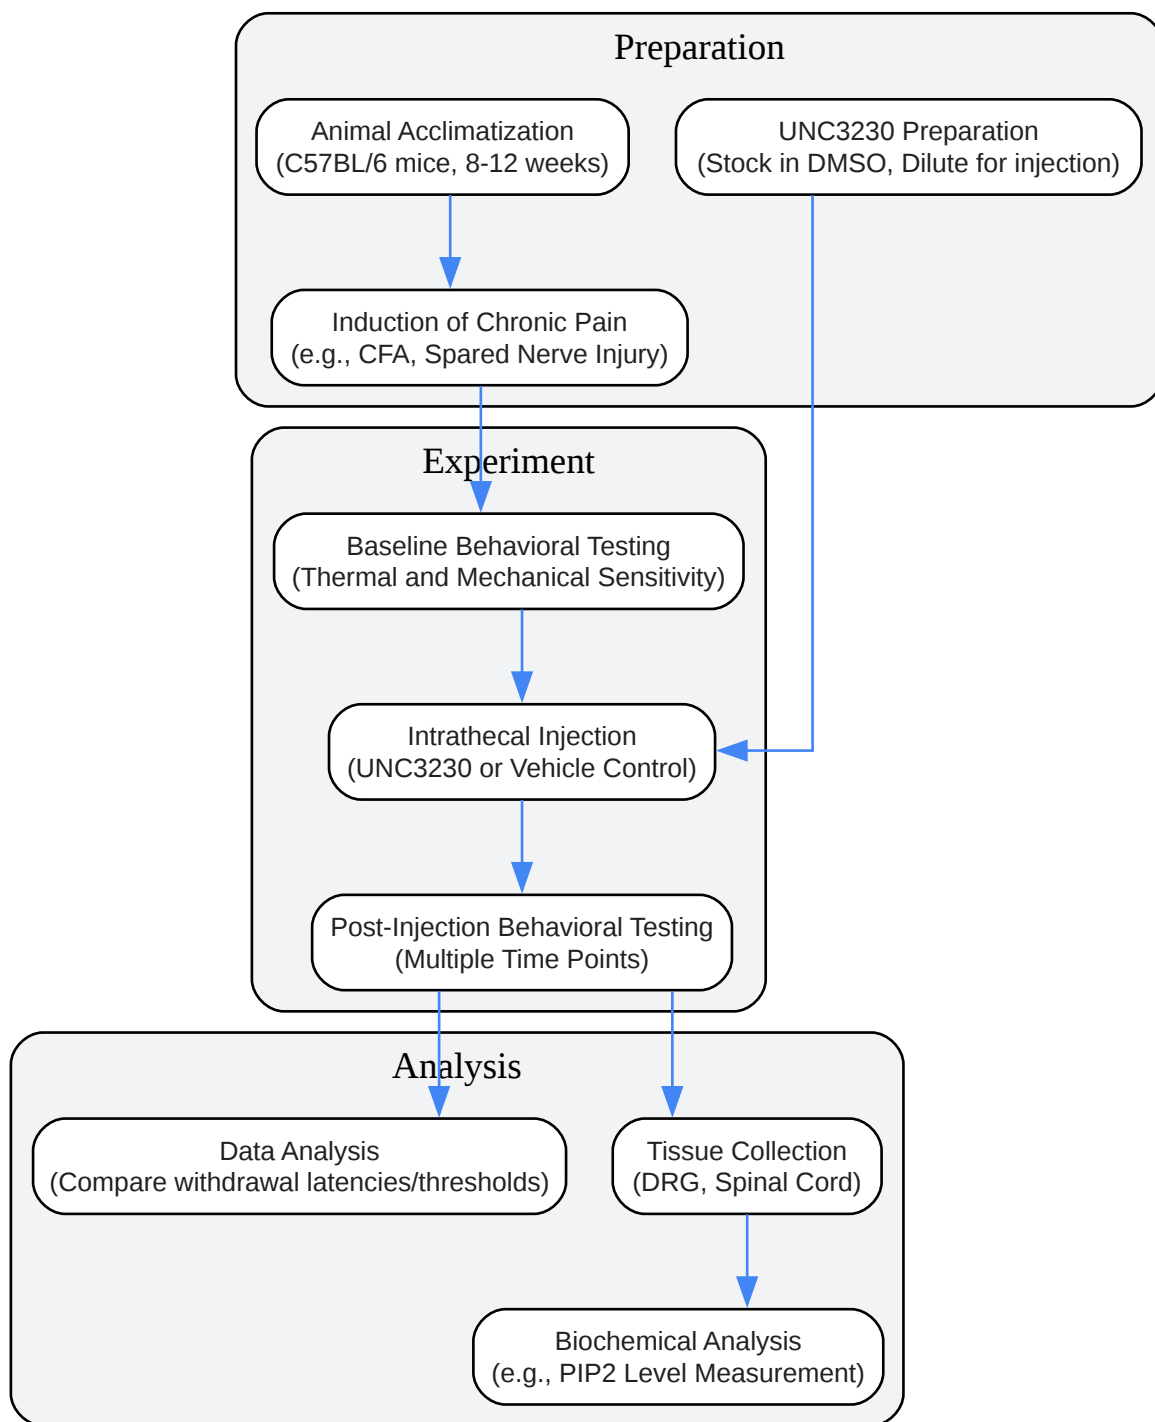 Preparation
Animal Acclimatization
(C57BL/6 mice, 8-12 weeks)
UNC3230 Preparation
(Stock in DMSO, Dilute for injection)
Induction of Chronic Pain
(e.g., CFA, Spared Nerve Injury)
Experiment
Baseline Behavioral Testing
(Thermal and Mechanical Sensitivity)
Intrathecal Injection
(UNC3230 or Vehicle Control)
Post-Injection Behavioral Testing
(Multiple Time Points)
Analysis
Data Analysis
(Compare withdrawal latencies/thresholds)
Tissue Collection
(DRG, Spinal Cord)
Biochemical Analysis
(e.g., PIP2 Level Measurement)